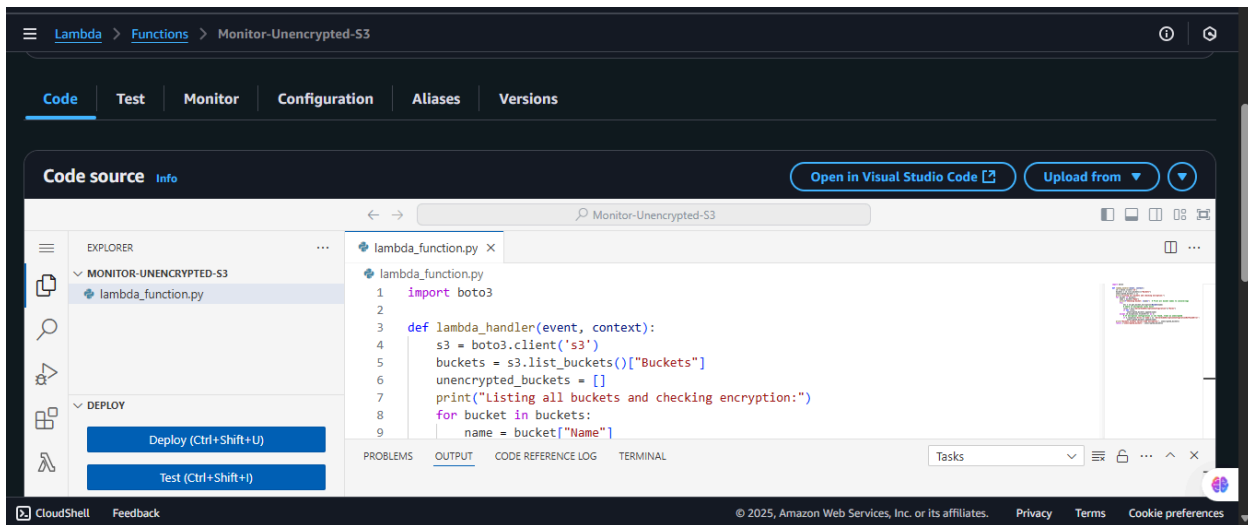 Lambda > Functions > Monitor-Unencrypted-S3
Code Test Monitor Configuration Aliases Versions
Code source Info
Open in Visual Studio Code Upload from
Monitor-Unencrypted-S3
EXPLORER
MONITOR-UNENCRYPTED-S3
lambda_function.py
DEPLOY
Deploy (Ctrl+Shift+U)
Test (Ctrl+Shift+I)
lambda_function.py
lambda_function.py
1 import boto3
2
3 def lambda_handler(event, context):
4 s3 = boto3.client('s3')
5 buckets = s3.list_buckets()["Buckets"]
6 unencrypted_buckets = []
7 print("Listing all buckets and checking encryption:")
8 for bucket in buckets:
9 name = bucket["Name"]
PROBLEMS OUTPUT CODE REFERENCE LOG TERMINAL
Tasks
CloudShell Feedback
© 2025, Amazon Web Services, Inc. or its affiliates. Privacy Terms Cookie preferences